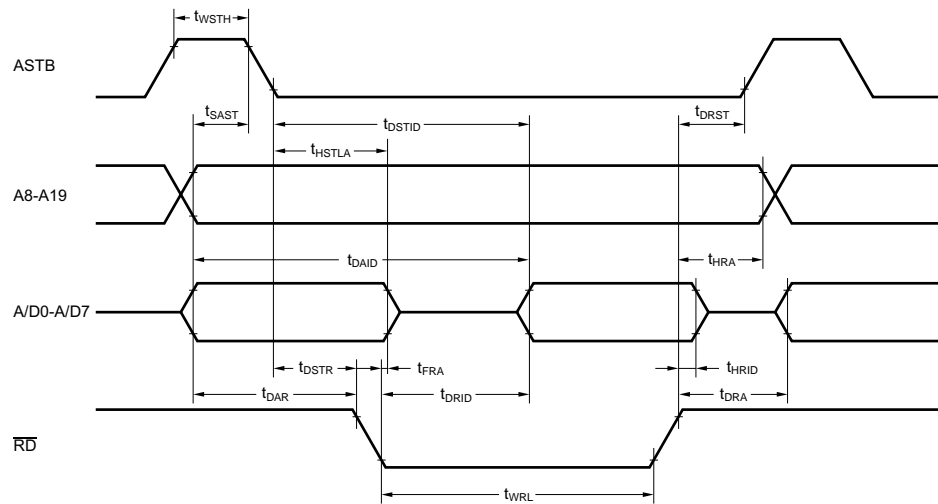 tWSTH
ASTB
tSAST
tDSTID
tDRST
tHSTLA
A8-A19
tDAID
tHRA
A/D0-A/D7
tDSTR
tFRA
tHRID
tDAR
tDRID
tDRA
RD
tWRL